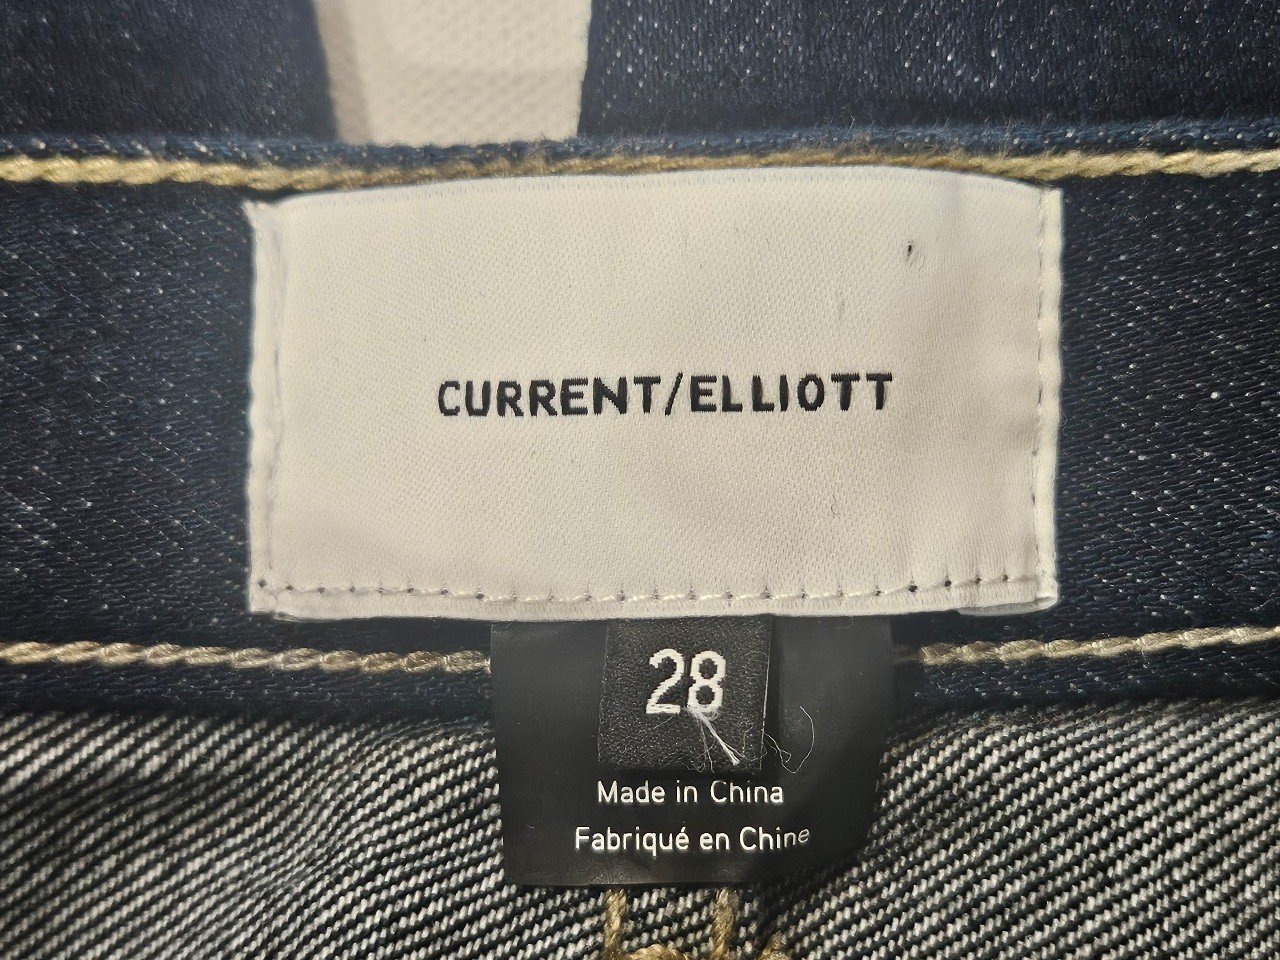 CURRENT/ELLIOTT
28
Made in China
Fabriqué en Chine